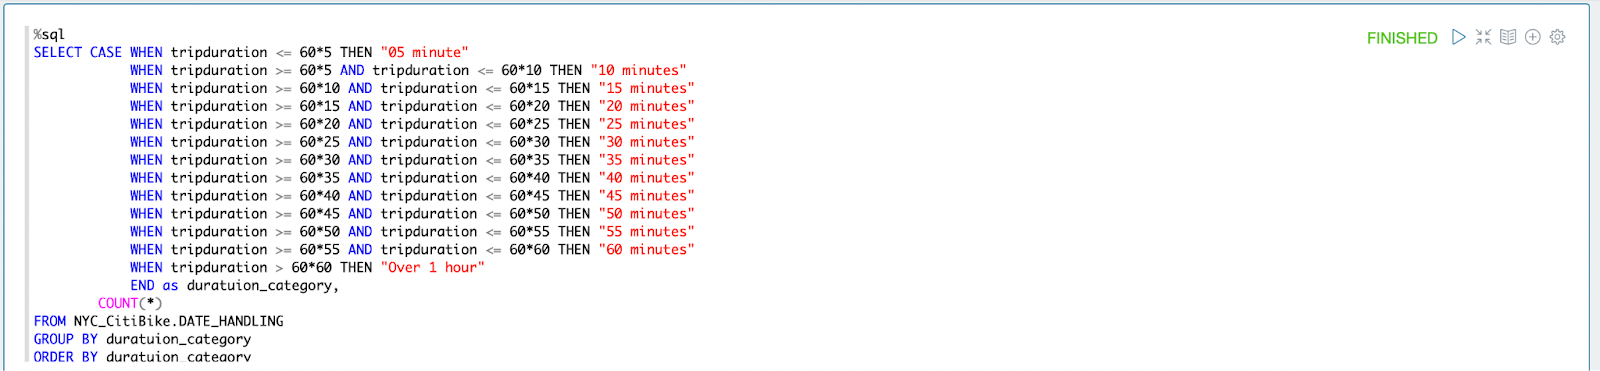 %sql
FINISHED
SELECT CASE WHEN tripduration <= 60*5 THEN "05 minute"
WHEN tripduration >= 60*5 AND tripduration <= 60*10 THEN "10 minutes"
WHEN tripduration >= 60*10 AND tripduration <= 60*15 THEN "15 minutes"
WHEN tripduration >= 60*15 AND tripduration <= 60*20 THEN "20 minutes"
WHEN tripduration >= 60*20 AND tripduration <= 60*25 THEN "25 minutes"
WHEN tripduration >= 60*25 AND tripduration <= 60*30 THEN "30 minutes"
WHEN tripduration >= 60*30 AND tripduration <= 60*35 THEN "35 minutes"
WHEN tripduration >= 60*35 AND tripduration <= 60*40 THEN "40 minutes"
WHEN tripduration >= 60*40 AND tripduration <= 60*45 THEN "45 minutes"
WHEN tripduration >= 60*45 AND tripduration <= 60*50 THEN "50 minutes"
WHEN tripduration >= 60*50 AND tripduration <= 60*55 THEN "55 minutes"
WHEN tripduration >= 60*55 AND tripduration <= 60*60 THEN "60 minutes"
WHEN tripduration > 60*60 THEN "Over 1 hour"
END as duratuion_category,
COUNT(*)
FROM NYC_CitiBike.DATE_HANDLING
GROUP BY duratuion_category
ORDER BY duratuion_category